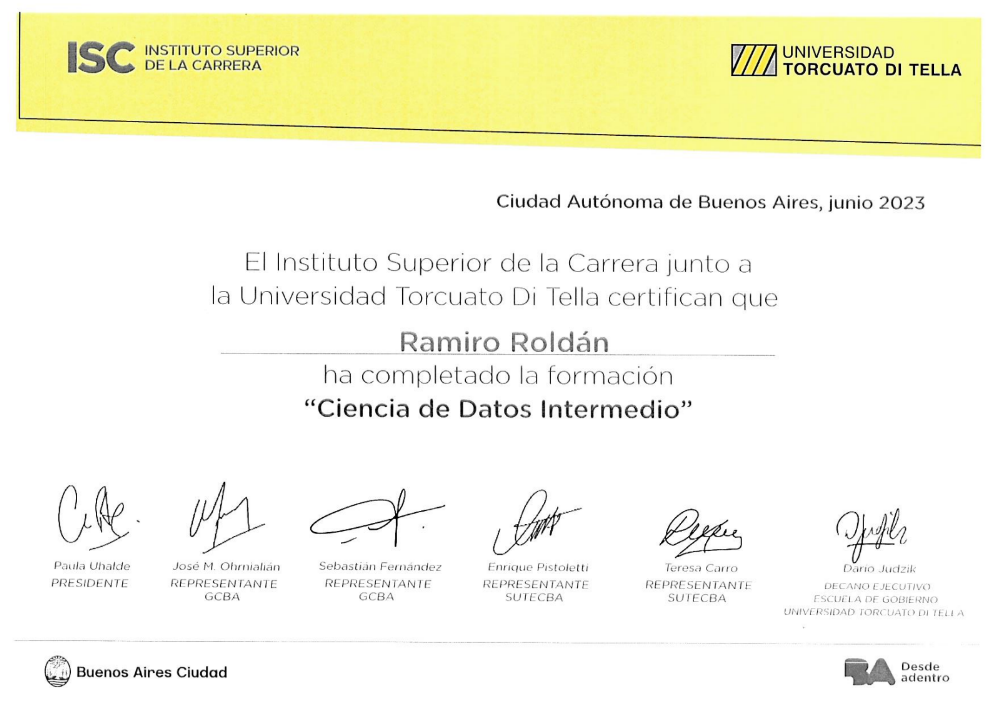 ISC INSTITUTO SUPERIOR
DE LA CARRERA
UNIVERSIDAD
TORCUATO DI TELLA
Ciudad Autónoma de Buenos Aires, junio 2023
El Instituto Superior de la Carrera junto a
la Universidad Torcuato Di Tella certifican que
Ramiro Roldán
ha completado la formación
“Ciencia de Datos Intermedio”
Paula Uhalde
PRESIDENTE
José M. Ohrnialián
REPRESENTANTE
GCBA
Sebastián Fernández
REPRESENTANTE
GCBA
Enrique Pistoletti
REPRESENTANTE
SUTECBA
Teresa Carro
REPRESENTANTE
SUTECBA
Darío Judzik
DECANO EJECUTIVO
ESCUELA DE GOBIERNO
UNIVERSIDAD TORCUATO DI TELLA
Buenos Aires Ciudad
BA Desde
adentro